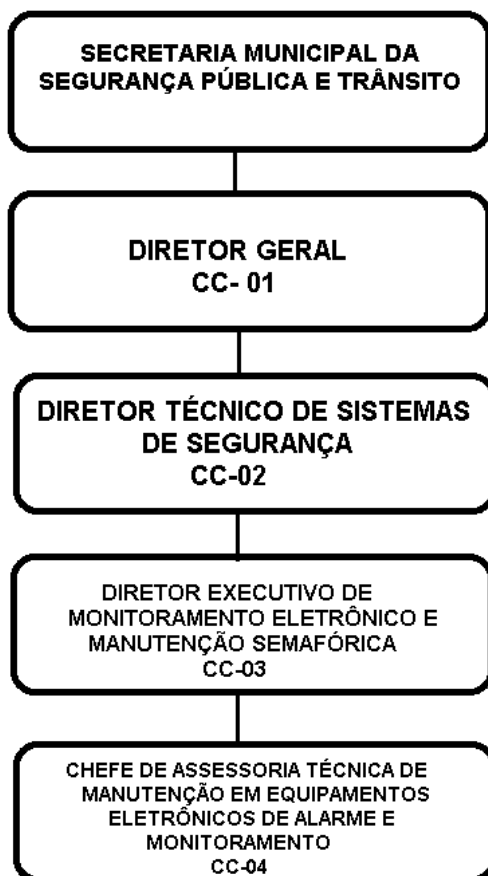 SECRETARIA MUNICIPAL DA
SEGURANÇA PÚBLICA E TRÂNSITO
DIRETOR GERAL
CC- 01
DIRETOR TÉCNICO DE SISTEMAS
DE SEGURANÇA
CC-02
DIRETOR EXECUTIVO DE
MONITORAMENTO ELETRÔNICO E
MANUTENÇÃO SEMAFÓRICA
CC-03
CHEFE DE ASSESSORIA TÉCNICA DE
MANUTENÇÃO EM EQUIPAMENTOS
ELETRÔNICOS DE ALARME E
MONITORAMENTO
CC-04